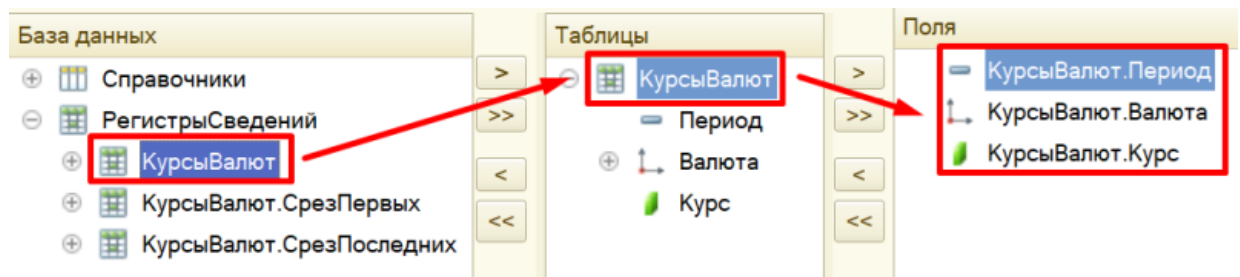 База данных
Справочники
РегистрыСведений
КурсыВалют
КурсыВалют.СрезПервых
КурсыВалют.СрезПоследних
>
>>
<
<<
Таблицы
КурсыВалют
Период
Валюта
Курс
>
>>
<
<<
Поля
КурсыВалют.Период
КурсыВалют.Валюта
КурсыВалют.Курс